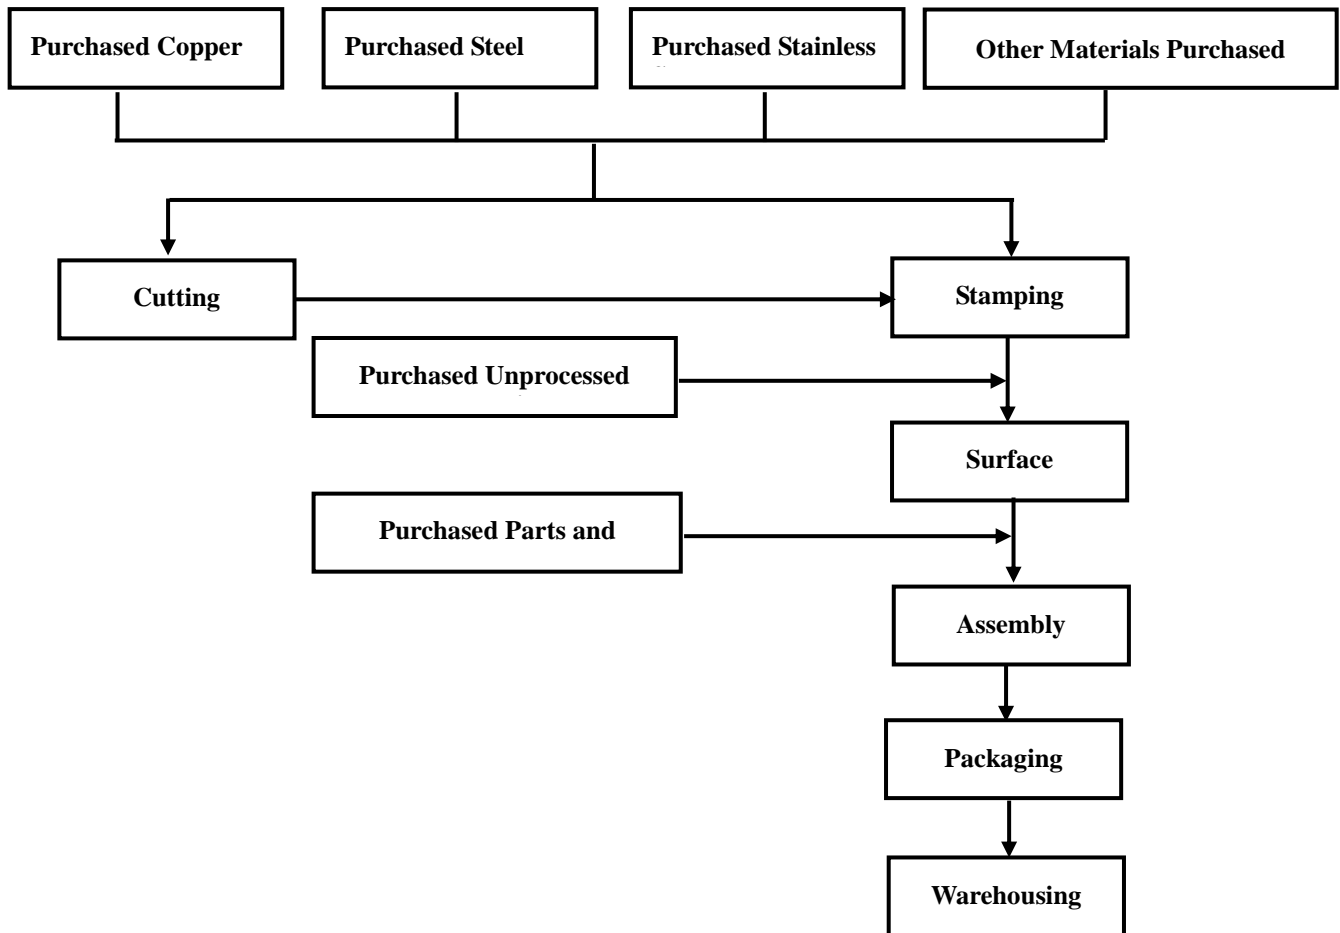 Purchased Copper
Purchased Steel
Purchased Stainless
Other Materials Purchased
Cutting
Stamping
Purchased Unprocessed
Surface
Purchased Parts and
Assembly
Packaging
Warehousing